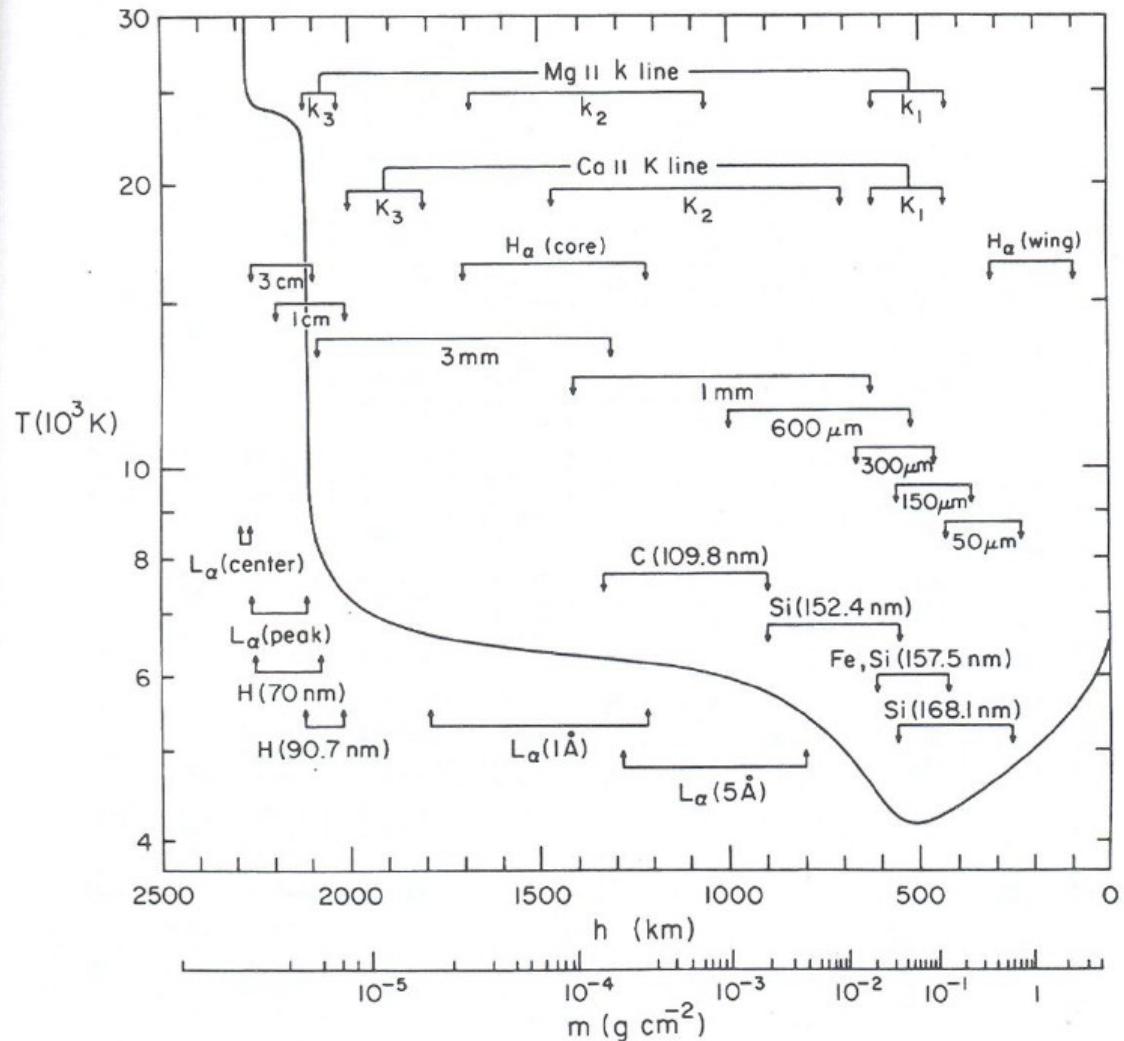 30
Mg II k line
k3
k2
k1
Ca II K line
20
K3
K2
K1
Hα (core)
Hα (wing)
3 cm
1 cm
3 mm
1 mm
T(10³ K)
600 μm
10
300μm
150μm
50 μm
8
Lα (center)
C (109.8 nm)
Si (152.4 nm)
Lα (peak)
Fe, Si (157.5 nm)
6
H (70 nm)
Si (168.1 nm)
H (90.7 nm)
Lα (1Å)
Lα (5Å)
4
2500 2000 1500 1000 500 0
h (km)
10⁻⁵ 10⁻⁴ 10⁻³ 10⁻² 10⁻¹ 1
m (g cm⁻²)